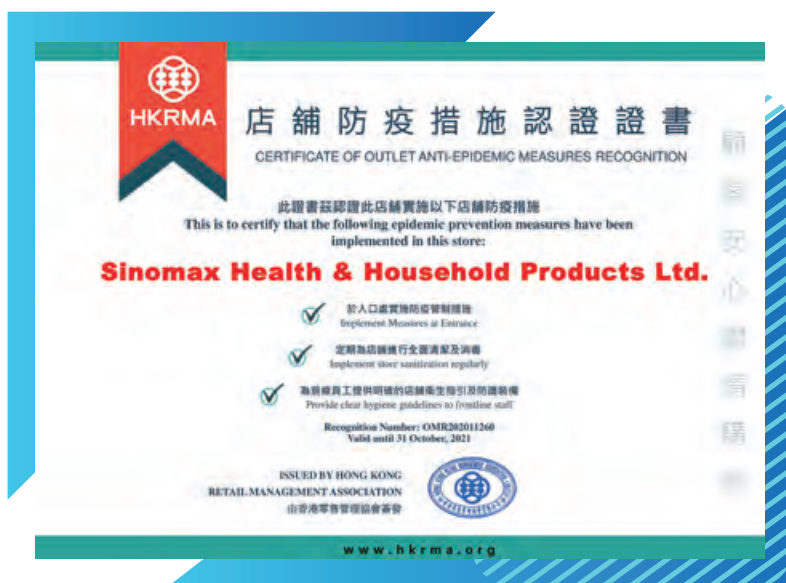 HKRMA
店舖防疫措施認證證書
CERTIFICATE OF OUTLET ANTI-EPIDEMIC MEASURES RECOGNITION
此證書茲認證此店舖實施以下店舖防疫措施
This is to certify that the following epidemic prevention measures have been
implemented in this store:
Sinomax Health & Household Products Ltd.
於入口處實施防疫管制措施
Implement Measures at Entrance
定期為店舖進行全面清潔及消毒
Implement store sanitization regularly
為前線員工提供明確的店舖衛生指引及防護裝備
Provide clear hygiene guidelines to frontline staff
Recognition Number: OMR202011260
Valid until 31 October, 2021
ISSUED BY HONG KONG
RETAIL MANAGEMENT ASSOCIATION
由香港零售管理協會簽發
www.hkrma.org